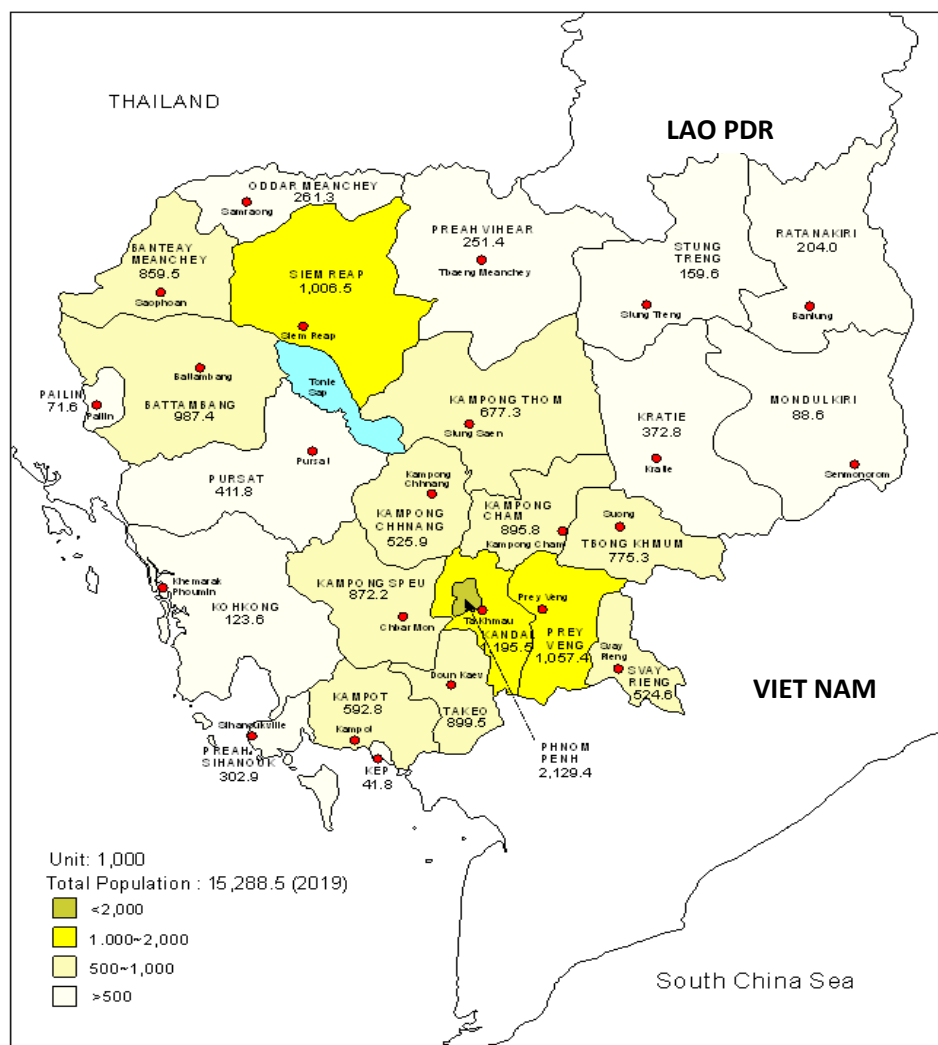 THAILAND
LAO PDR
ODDAR MEANCHEY
261.3
Samraong
PREAH VIHEAR
251.4
Tbaeng Meanchey
STUNG
TRENG
159.6
Stung Treng
RATANAKIRI
204.0
Banlung
BANTEAY
MEANCHEY
859.5
Saophoan
SIEM REAP
1,006.5
Siem Reap
Battambang
BATTAMBANG
987.4
PAILIN
71.6
Pailin
Tonle
Sap
KAMPONG THOM
677.3
Stung Saen
KRATIE
372.8
Kratie
MONDULKIRI
88.6
Senmonorom
Pursat
PURSAT
411.8
Kampong
Chhnang
KAMPONG
CHHNANG
525.9
KAMPONG
CHAM
895.8
Kampong Cham
Suong
TBONG KHMUM
775.3
Khemarak
Phoumin
KOHKONG
123.6
KAMPONG SPEU
872.2
Chbar Mon
Takhmau
KANDAL
1,195.5
Prey Veng
PREY
VENG
1,057.4
Svay
Rieng
SVAY
RIENG
524.6
VIET NAM
Doun Kaev
TAKEO
899.5
KAMPOT
592.8
Kampot
Sihanoukville
PREAH
SIHANOUK
302.9
KEP
41.8
PHNOM
PENH
2,129.4
Unit: 1,000
Total Population : 15,288.5 (2019)
<2,000
1.000~2,000
500~1,000
>500
South China Sea